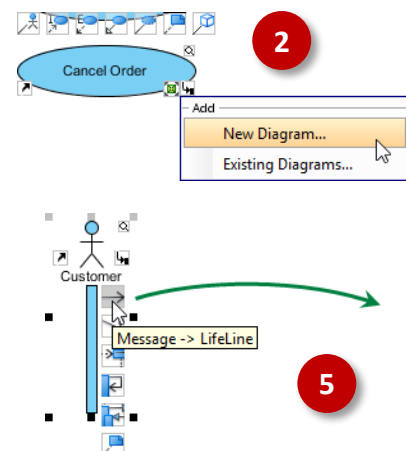 2
Cancel Order
Add
New Diagram...
Existing Diagrams...
Customer
Message -> LifeLine
5